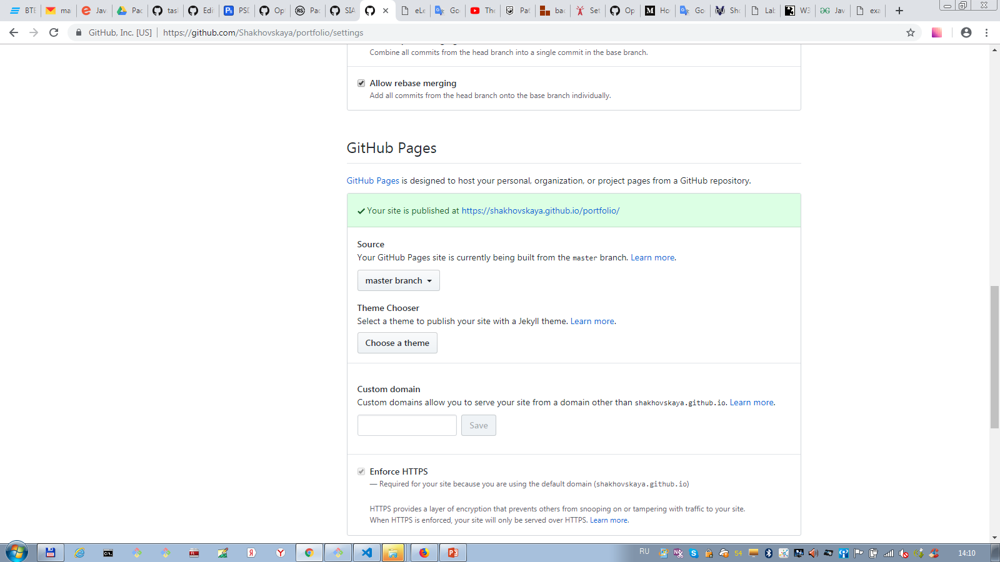 BTE
ma
Jav
Pac
tas
Edi
PSD
Op
Pac
SIA
eLe
Go
The
PaC
bac
Set
Op
Ho
Go
Sho
Lab
W3
Jav
exa
GitHub, Inc. [US] https://github.com/Shakhovskaya/portfolio/settings
Combine all commits from the head branch into a single commit in the base branch.
Allow rebase merging
Add all commits from the head branch onto the base branch individually.
GitHub Pages
GitHub Pages is designed to host your personal, organization, or project pages from a GitHub repository.
Your site is published at https://shakhovskaya.github.io/portfolio/
Source
Your GitHub Pages site is currently being built from the master branch. Learn more.
master branch
Theme Chooser
Select a theme to publish your site with a Jekyll theme. Learn more.
Choose a theme
Custom domain
Custom domains allow you to serve your site from a domain other than shakhovskaya.github.io. Learn more.
Save
Enforce HTTPS
— Required for your site because you are using the default domain (shakhovskaya.github.io)
HTTPS provides a layer of encryption that prevents others from snooping on or tampering with traffic to your site.
When HTTPS is enforced, your site will only be served over HTTPS. Learn more.
RU
54
14:10